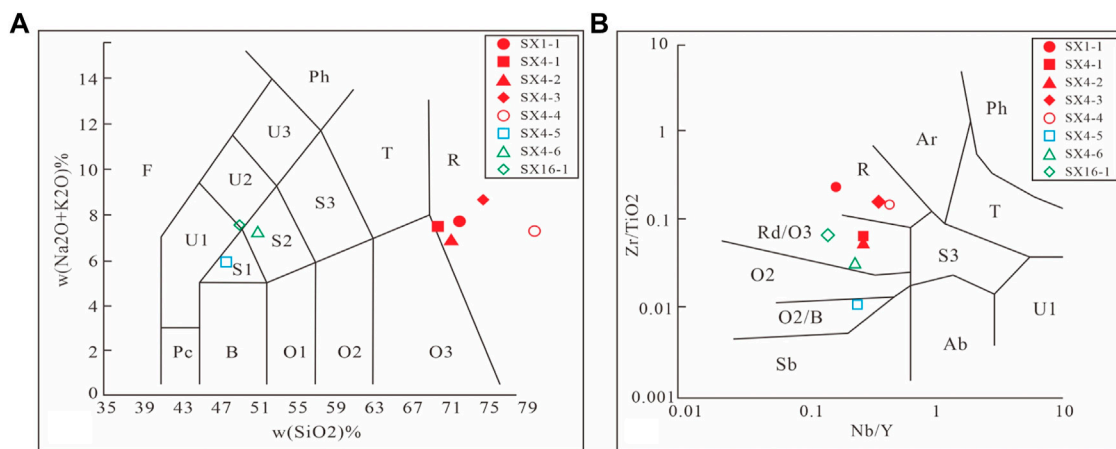 A
w(Na2O+K2O)%
14
12
10
8
6
4
2
0
35 39 43 47 51 55 59 63 67 71 75 79
w(SiO2)%
F
Pc
B
O1
O2
O3
U1
U2
U3
S1
S2
S3
Ph
T
R
SX1-1
SX4-1
SX4-2
SX4-3
SX4-4
SX4-5
SX4-6
SX16-1
B
Zr/TiO2
10
1
0.1
0.01
0.001
0.01 0.1 1 10
Nb/Y
R
Ar
Ph
T
Rd/O3
O2
S3
O2/B
U1
Sb
Ab
SX1-1
SX4-1
SX4-2
SX4-3
SX4-4
SX4-5
SX4-6
SX16-1